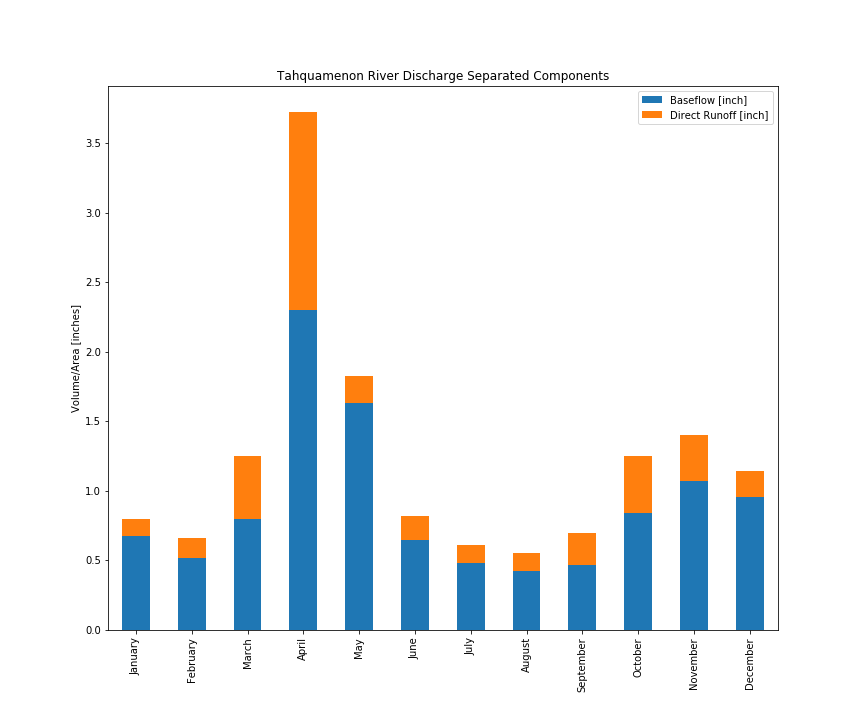 Tahquamenon River Discharge Separated Components
Baseflow [inch]
Direct Runoff [inch]
Volume/Area [inches]
3.5
3.0
2.5
2.0
1.5
1.0
0.5
0.0
January
February
March
April
May
June
July
August
September
October
November
December